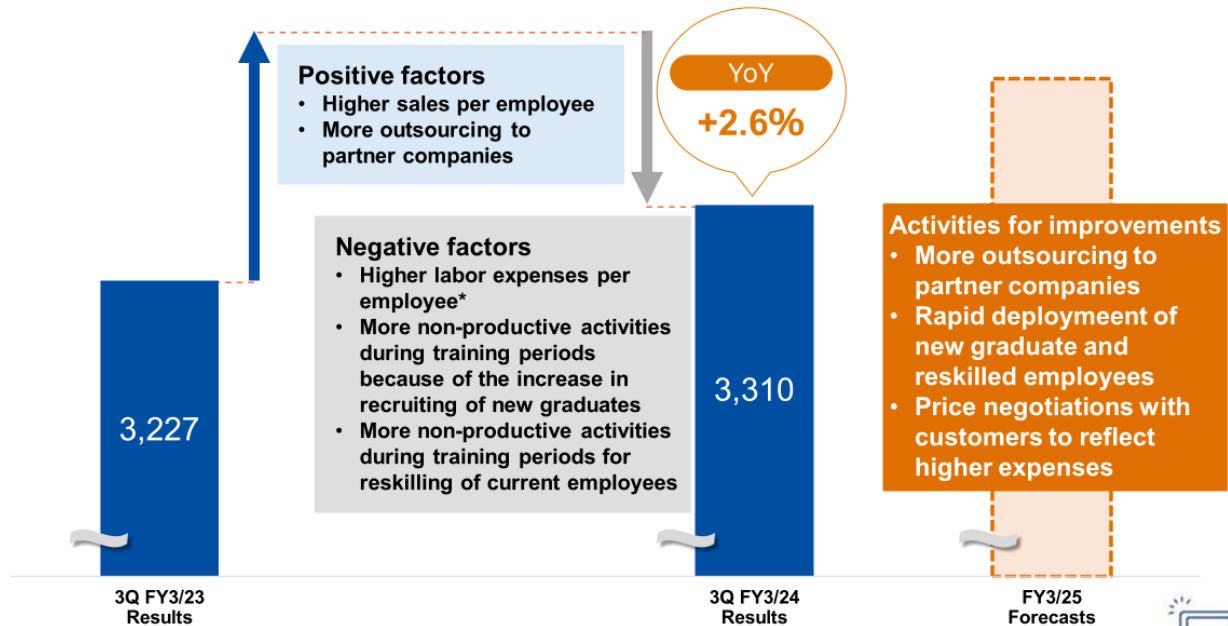 Positive factors
• Higher sales per employee
• More outsourcing to
partner companies
YoY
+2.6%
Negative factors
• Higher labor expenses per
employee*
• More non-productive activities
during training periods
because of the increase in
recruiting of new graduates
• More non-productive activities
during training periods for
reskilling of current employees
Activities for improvements
• More outsourcing to
partner companies
• Rapid deploymeent of
new graduate and
reskilled employees
• Price negotiations with
customers to reflect
higher expenses
3,227
3,310
3Q FY3/23
Results
3Q FY3/24
Results
FY3/25
Forecasts